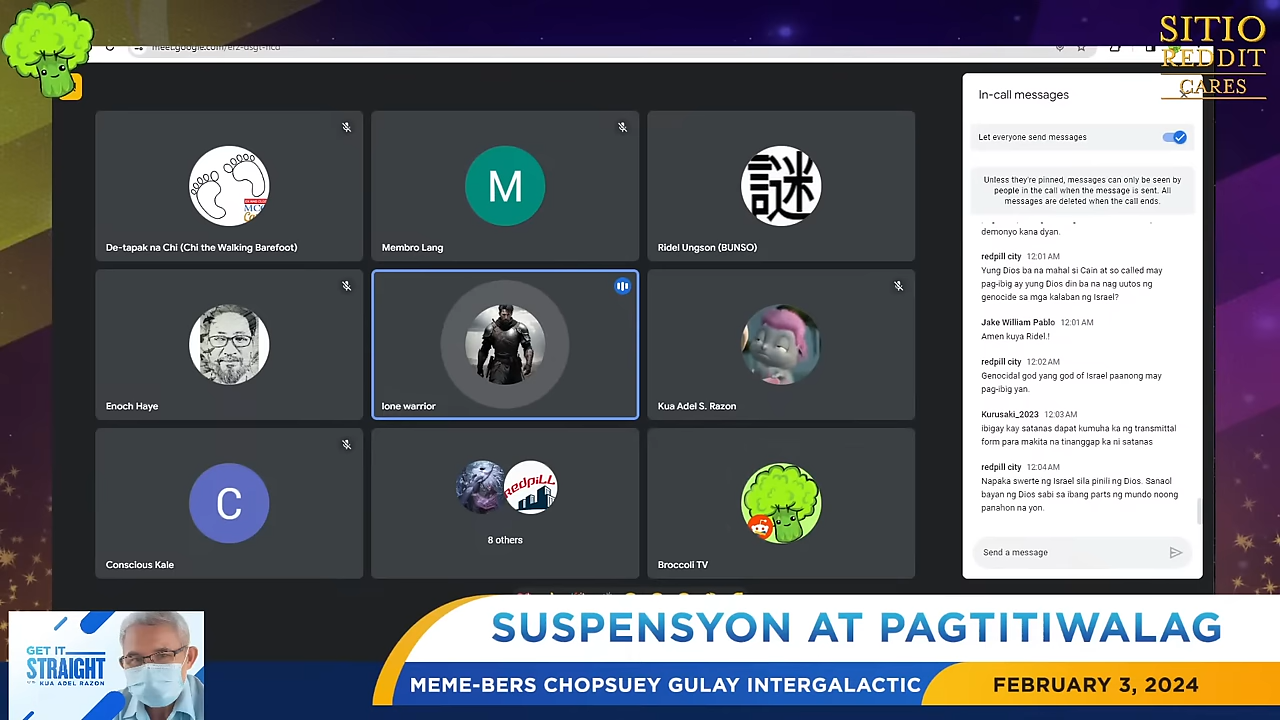 SITIO
REDDIT
CARES
In-call messages
Let everyone send messages
Unless they're pinned, messages can only be seen by
people in the call when the message is sent. All
messages are deleted when the call ends.
demonyo kana dyan.
redpill city 12:01 AM
Yung Dios ba na mahal si Cain at so called may
pag-ibig ay yung Dios din ba na nag uutos ng
genocide sa mga kalaban ng Israel?
Jake William Pablo 12:01 AM
Amen kuya Ridel.!
redpill city 12:02 AM
Genocidal god yang god of Israel paanong may
pag-ibig yan.
Kurusaki_2023 12:03 AM
ibigay kay satanas dapat kumuha ka ng transmittal
form para makita na tinanggap ka ni satanas
redpill city 12:04 AM
Napaka swerte ng Israel sila pinili ng Dios. Sanaol
bayan ng Dios sabi sa ibang parts ng mundo noong
panahon na yon.
Send a message
De-tapak na Chi (Chi the Walking Barefoot)
M
Membro Lang
謎
Ridel Ungson (BUNSO)
Enoch Haye
lone warrior
Kua Adel S. Razon
C
Conscious Kale
redpill
8 others
Broccoli TV
GET IT
STRAIGHT
KUA ADEL RAZON
SUSPENSYON AT PAGTITIWALAG
MEME-BERS CHOPSUEY GULAY INTERGALACTIC
FEBRUARY 3, 2024